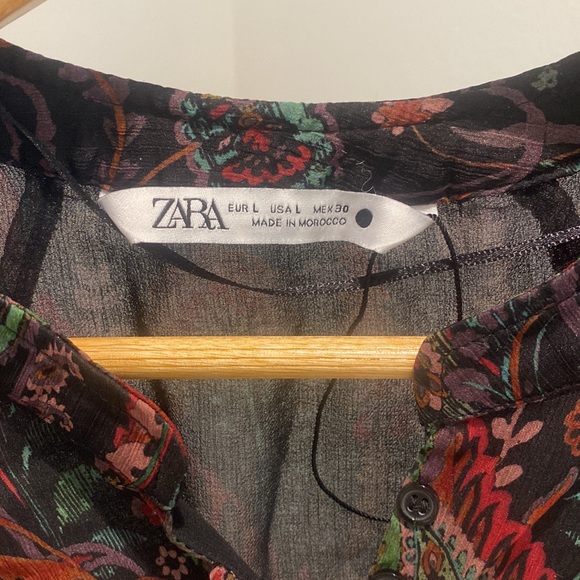 ZARA
EUR L USA L MEX 30
MADE IN MOROCCO